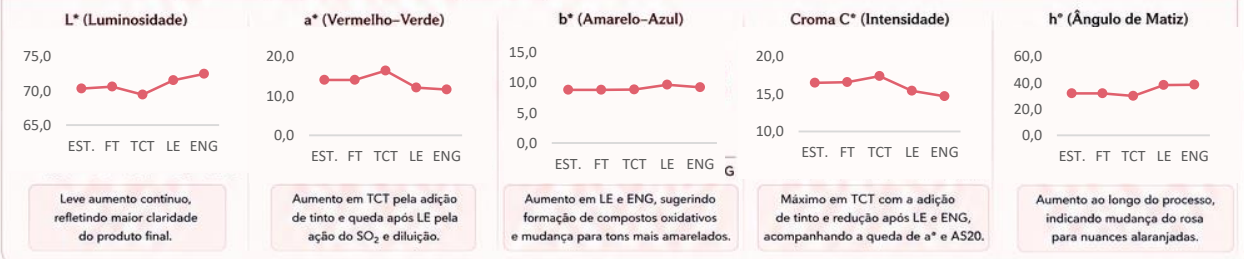 L* (Luminosidade)
75,0
70,0
65,0
EST. FT TCT LE ENG
Leve aumento contínuo,
refletindo maior claridade
do produto final.
a* (Vermelho–Verde)
20,0
10,0
0,0
EST. FT TCT LE ENG
Aumento em TCT pela adição
de tinto e queda após LE pela
ação do SO₂ e diluição.
b* (Amarelo–Azul)
15,0
10,0
5,0
0,0
EST. FT TCT LE ENG
G
Aumento em LE e ENG, sugerindo
formação de compostos oxidativos
e mudança para tons mais amarelados.
Croma C* (Intensidade)
20,0
15,0
10,0
EST. FT TCT LE ENG
Máximo em TCT com a adição
de tinto e redução após LE e ENG,
acompanhando a queda de a* e A520.
h° (Ângulo de Matiz)
60,0
40,0
20,0
0,0
EST. FT TCT LE ENG
Aumento ao longo do processo,
indicando mudança do rosa
para nuances alaranjadas.